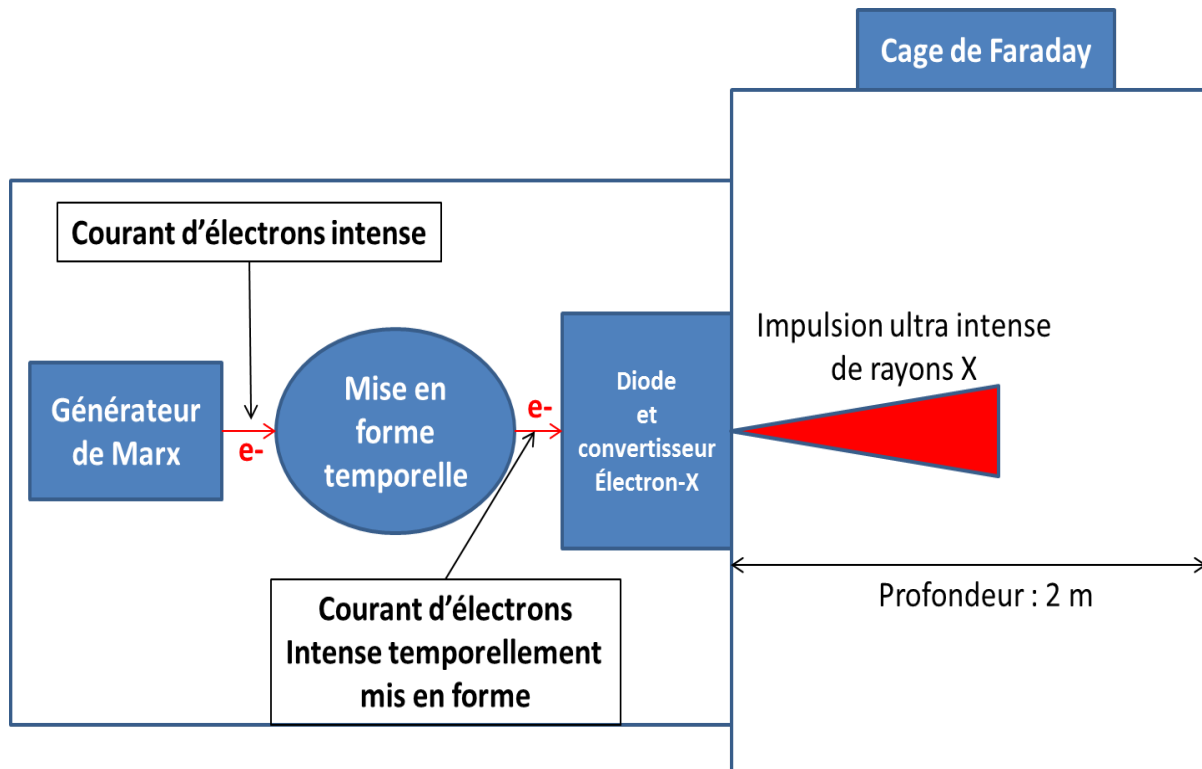 Cage de Faraday
Courant d'électrons intense
Impulsion ultra intense
de rayons X
Générateur
de Marx
e-
Mise en
forme
temporelle
e-
Diode
et
convertisseur
Électron-X
Profondeur : 2 m
Courant d'électrons
Intense temporellement
mis en forme